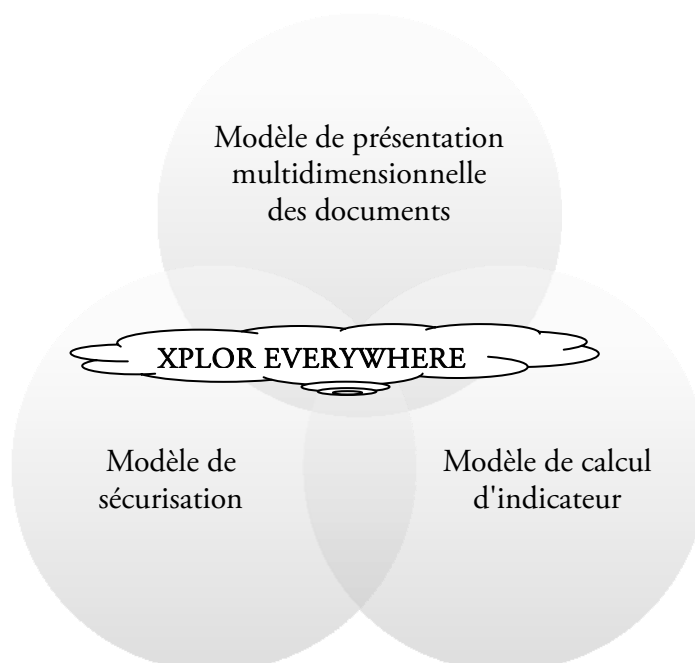 Modèle de présentation
multidimensionnelle
des documents
XPLOR EVERYWHERE
Modèle de
sécurisation
Modèle de calcul
d'indicateur